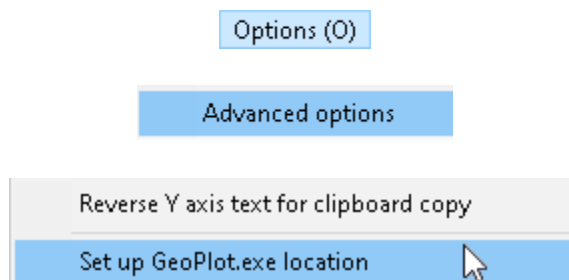 Options (O)
Advanced options
Reverse Y axis text for clipboard copy
Set up GeoPlot.exe location